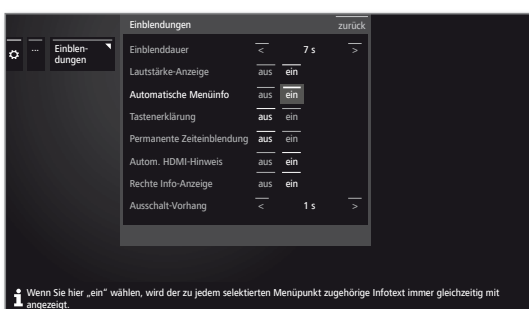 Einblendungen zurück
... Einblen-
dungen
Einblenddauer < 7 s >
Lautstärke-Anzeige aus ein
Automatische Menüinfo aus ein
Tastenerklärung aus ein
Permanente Zeiteinblendung aus ein
Autom. HDMI-Hinweis aus ein
Rechte Info-Anzeige aus ein
Ausschalt-Vorhang < 1 s >
Wenn Sie hier „ein“ wählen, wird der zu jedem selektierten Menüpunkt zugehörige Infotext immer gleichzeitig mit
angezeigt.